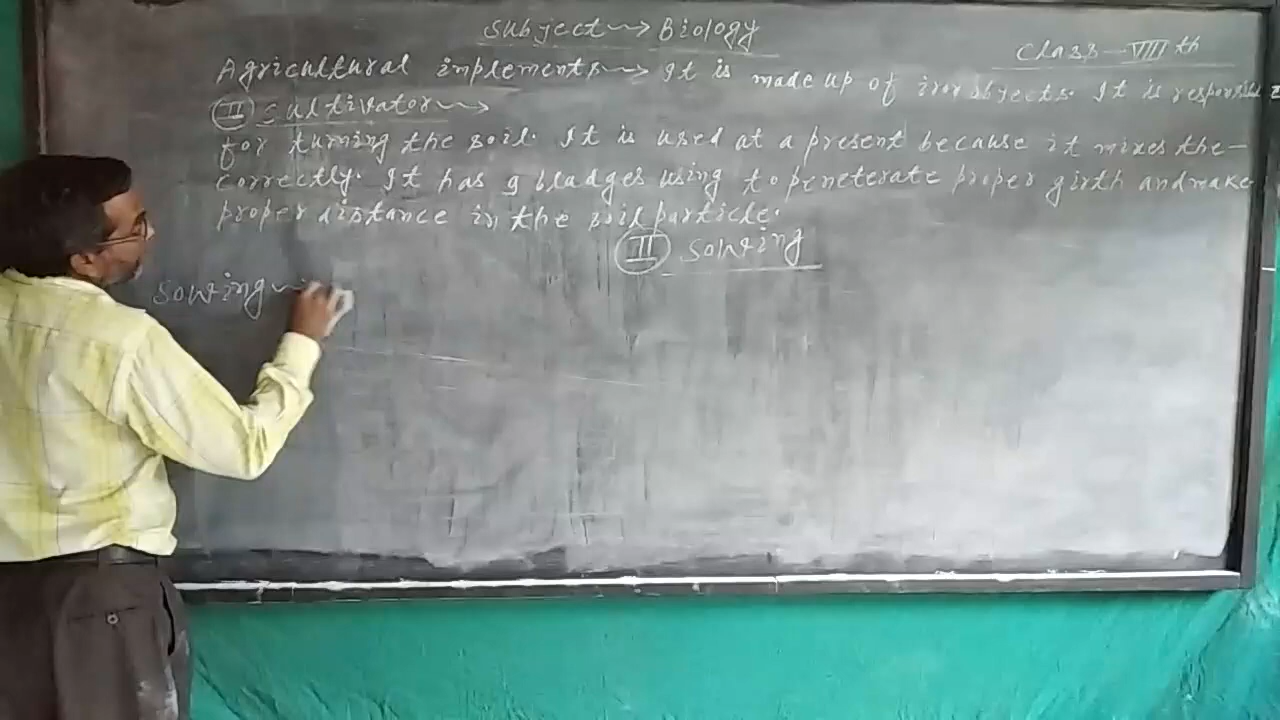 Subject → Biology
Class — VIII th
Agricultural implements → It is made up of iron objects. It is responsible
(II) Cultivator →
for turning the soil. It is used at a present because it mixes the —
correctly. It has 9 bladges using to peneterate proper girth and make
proper distance in the soil particle.
(II) sowing
sowing